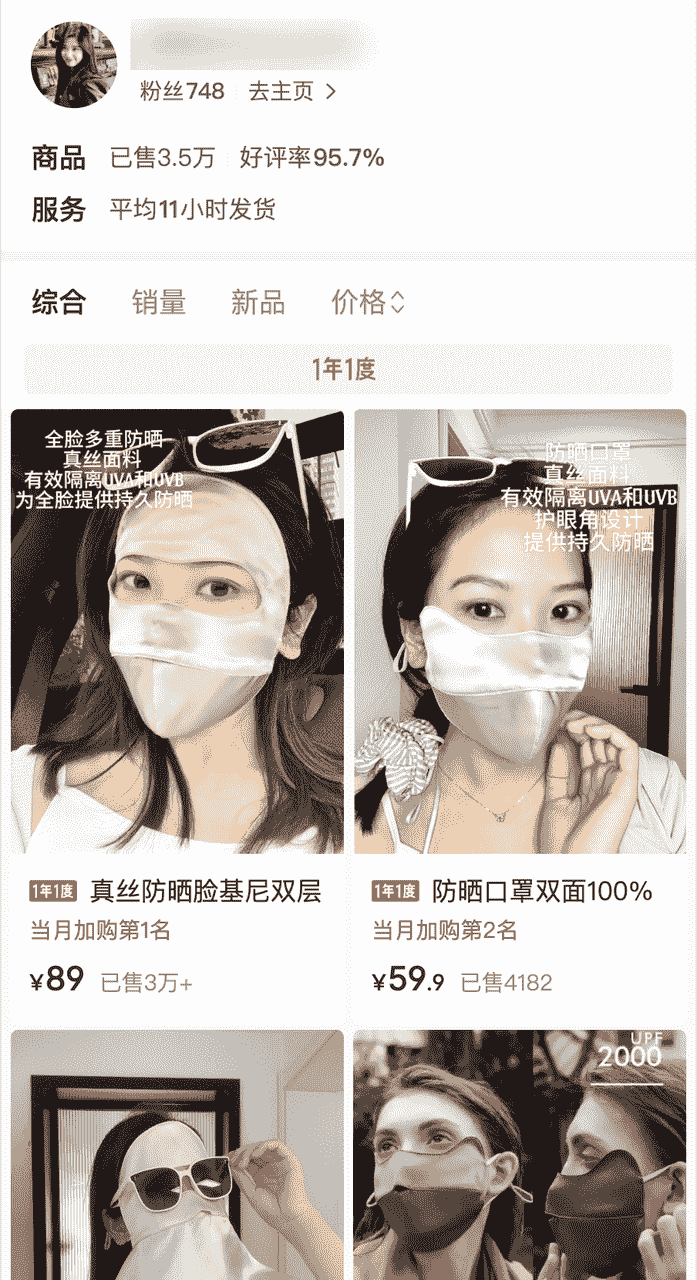 粉丝748 去主页
商品 已售3.5万 好评率95.7%
服务 平均11小时发货
综合 销量 新品 价格
1年1度
全脸多重防晒
真丝面料
有效隔离UVA和UVB
为全脸提供持久防晒
防晒口罩
真丝面料
有效隔离UVA和UVB
护眼角设计
提供持久防晒
1年1度 真丝防晒脸基尼双层
当月加购第1名
¥89 已售3万+
1年1度 防晒口罩双面100%
当月加购第2名
¥59.9 已售4182
UPF
2000